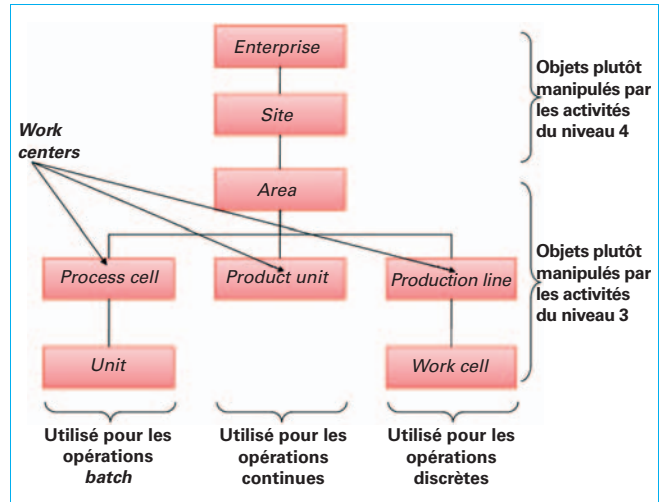 Enterprise
Objets plutôt
manipulés par
les activités
du niveau 4
Site
Work
centers
Area
Process cell
Product unit
Production line
Objets plutôt
manipulés par
les activités
du niveau 3
Unit
Work cell
Utilisé pour les
opérations
batch
Utilisé pour les
opérations
continues
Utilisé pour les
opérations
discrètes